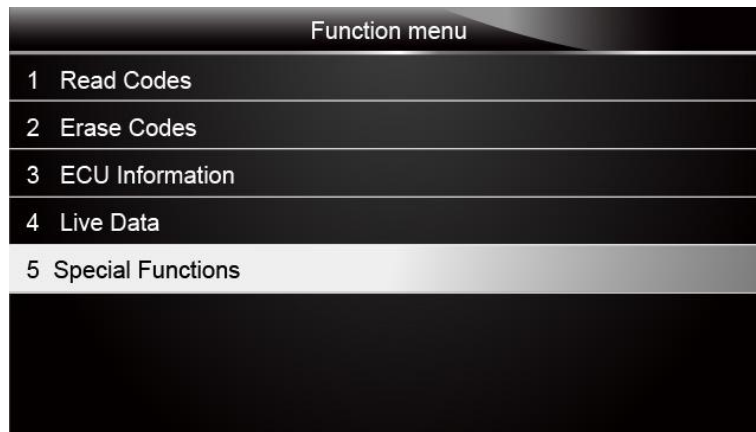 Function menu
1 Read Codes
2 Erase Codes
3 ECU Information
4 Live Data
5 Special Functions